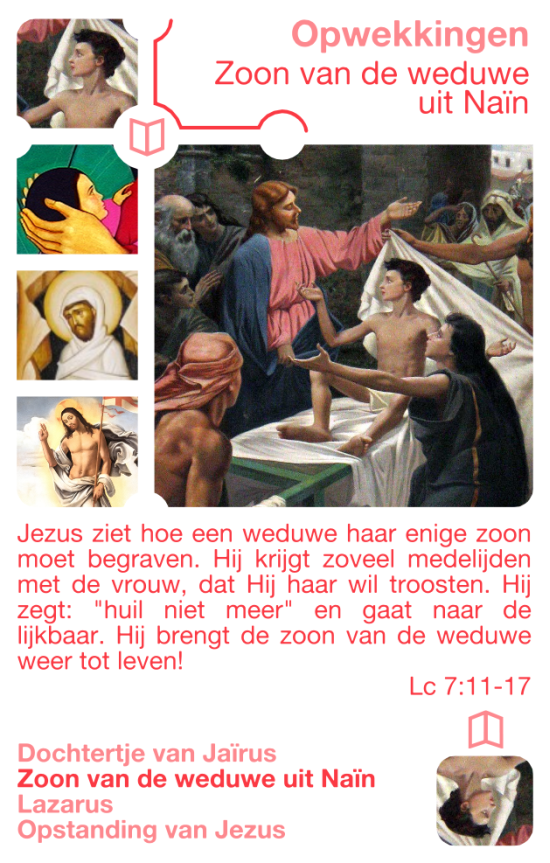 Opwekkingen
Zoon van de weduwe
uit Naïn
Jezus ziet hoe een weduwe haar enige zoon
moet begraven. Hij krijgt zoveel medelijden
met de vrouw, dat Hij haar wil troosten. Hij
zegt: "huil niet meer" en gaat naar de
lijkbaar. Hij brengt de zoon van de weduwe
weer tot leven!
Lc 7:11-17
Dochtertje van Jaïrus
Zoon van de weduwe uit Naïn
Lazarus
Opstanding van Jezus